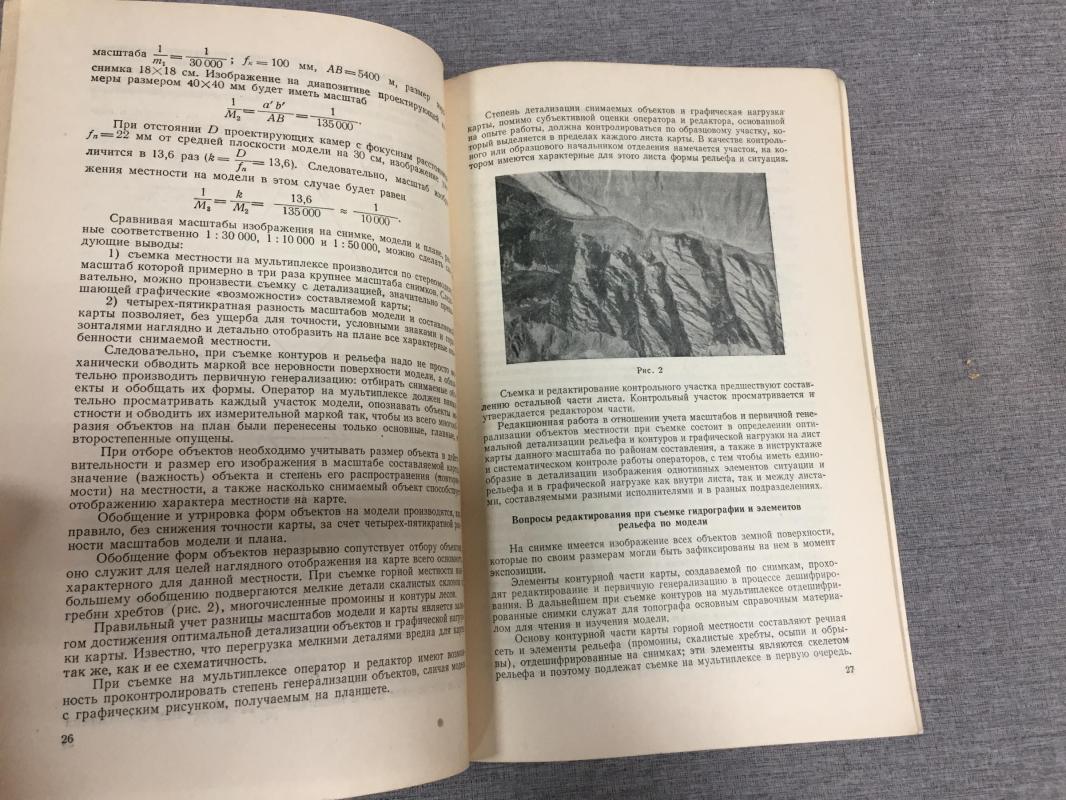 масштаба 1/m₁ = 1/30 000 ; fк = 100 мм, AB = 5400 м, размер
снимка 18×18 см. Изображение на диапозитиве проектирующей
меры размером 40×40 мм будет иметь масштаб
1/M₂ = a′b′/AB = 1/135 000 .
При отстоянии D проектирующих камер с фокусным
fп = 22 мм от средней плоскости модели на 30 см, изображение
личится в 13,6 раз (k = D/fп = 13,6). Следовательно, масштаб
жения местности на модели в этом случае будет равен
1/M₃ = k/M₂ = 13,6/135 000 ≈ 1/10 000 .
Сравнивая масштабы изображения на снимке, модели и плане,
ные соответственно 1 : 30 000, 1 : 10 000 и 1 : 50 000, можно сделать
дующие выводы:
1) съемка местности на мультиплексе производится по
масштаб которой примерно в три раза крупнее масштаба снимков.
вательно, можно произвести съемку с детализацией, значительно
шающей графические «возможности» составляемой карты;
2) четырех-пятикратная разность масштабов модели и
карты позволяет, без ущерба для точности, условными знаками и
зонталями наглядно и детально отобразить на плане все характерные
бенности снимаемой местности.
Следовательно, при съемке контуров и рельефа надо не просто
ханически обводить маркой все неровности поверхности модели, а
тельно производить первичную генерализацию: отбирать снимаемые
екты и обобщать их формы. Оператор на мультиплексе должен
тельно просматривать каждый участок модели, опознавать объекты
стности и обводить их измерительной маркой так, чтобы из всего
разия объектов на план были перенесены только основные, главные,
второстепенные опущены.
При отборе объектов необходимо учитывать размер объекта в
вительности и размер его изображения в масштабе составляемой карты,
значение (важность) объекта и степень его распространения
мости) на местности, а также насколько снимаемый объект
отображению характера местности на карте.
Обобщение и утрировка форм объектов на модели производятся,
правило, без снижения точности карты, за счет четырех-пятикратной
ности масштабов модели и плана.
Обобщение форм объектов неразрывно сопутствует отбору
оно служит для целей наглядного отображения на карте всего
характерного для данной местности. При съемке горной местности
большему обобщению подвергаются мелкие детали скалистых склонов
гребни хребтов (рис. 2), многочисленные промоины и контуры лесов.
Правильный учет разницы масштабов модели и карты является
гом достижения оптимальной детализации объектов и графической
ки карты. Известно, что перегрузка мелкими деталями вредна для
так же, как и ее схематичность.
При съемке на мультиплексе оператор и редактор имеют
ность проконтролировать степень генерализации объектов, сличая
с графическим рисунком, получаемым на планшете.
26
Степень детализации снимаемых объектов и графическая нагрузка
карты, помимо субъективной оценки оператора и редактора, основанной
на опыте работы, должна контролироваться по образцовому участку, ко-
торый выделяется в пределах каждого листа карты. В качестве контроль-
ного или образцового начальником отделения намечается участок, на ко-
тором имеются характерные для этого листа формы рельефа и ситуация.
Рис. 2
Съемка и редактирование контрольного участка предшествуют состав-
лению остальной части листа. Контрольный участок просматривается и
утверждается редактором части.
Редакционная работа в отношении учета масштабов и первичной гене-
рализации объектов местности при съемке состоит в определении опти-
мальной детализации рельефа и контуров и графической нагрузки на лист
карты данного масштаба по районам составления, а также в инструктаже
и систематическом контроле работы операторов, с тем чтобы иметь едино-
образие в детализации изображения однотипных элементов ситуации и
рельефа и в графической нагрузке как внутри листа, так и между листа-
ми, составляемыми разными исполнителями и в разных подразделениях.
Вопросы редактирования при съемке гидрографии и элементов
рельефа по модели
На снимке имеется изображение всех объектов земной поверхности,
которые по своим размерам могли быть зафиксированы на нем в момент
экспозиции.
Элементы контурной части карты, создаваемой по снимкам, прохо-
дят редактирование и первичную генерализацию в процессе дешифриро-
вания. В дальнейшем при съемке контуров на мультиплексе отдешифри-
рованные снимки служат для топографа основным справочным материа-
лом для чтения и изучения модели.
Основу контурной части карты горной местности составляют речная
сеть и элементы рельефа (промоины, скалистые хребты, осыпи и обры-
вы), отдешифрированные на снимках; эти элементы являются скелетом
рельефа и поэтому подлежат съемке на мультиплексе в первую очередь.
27